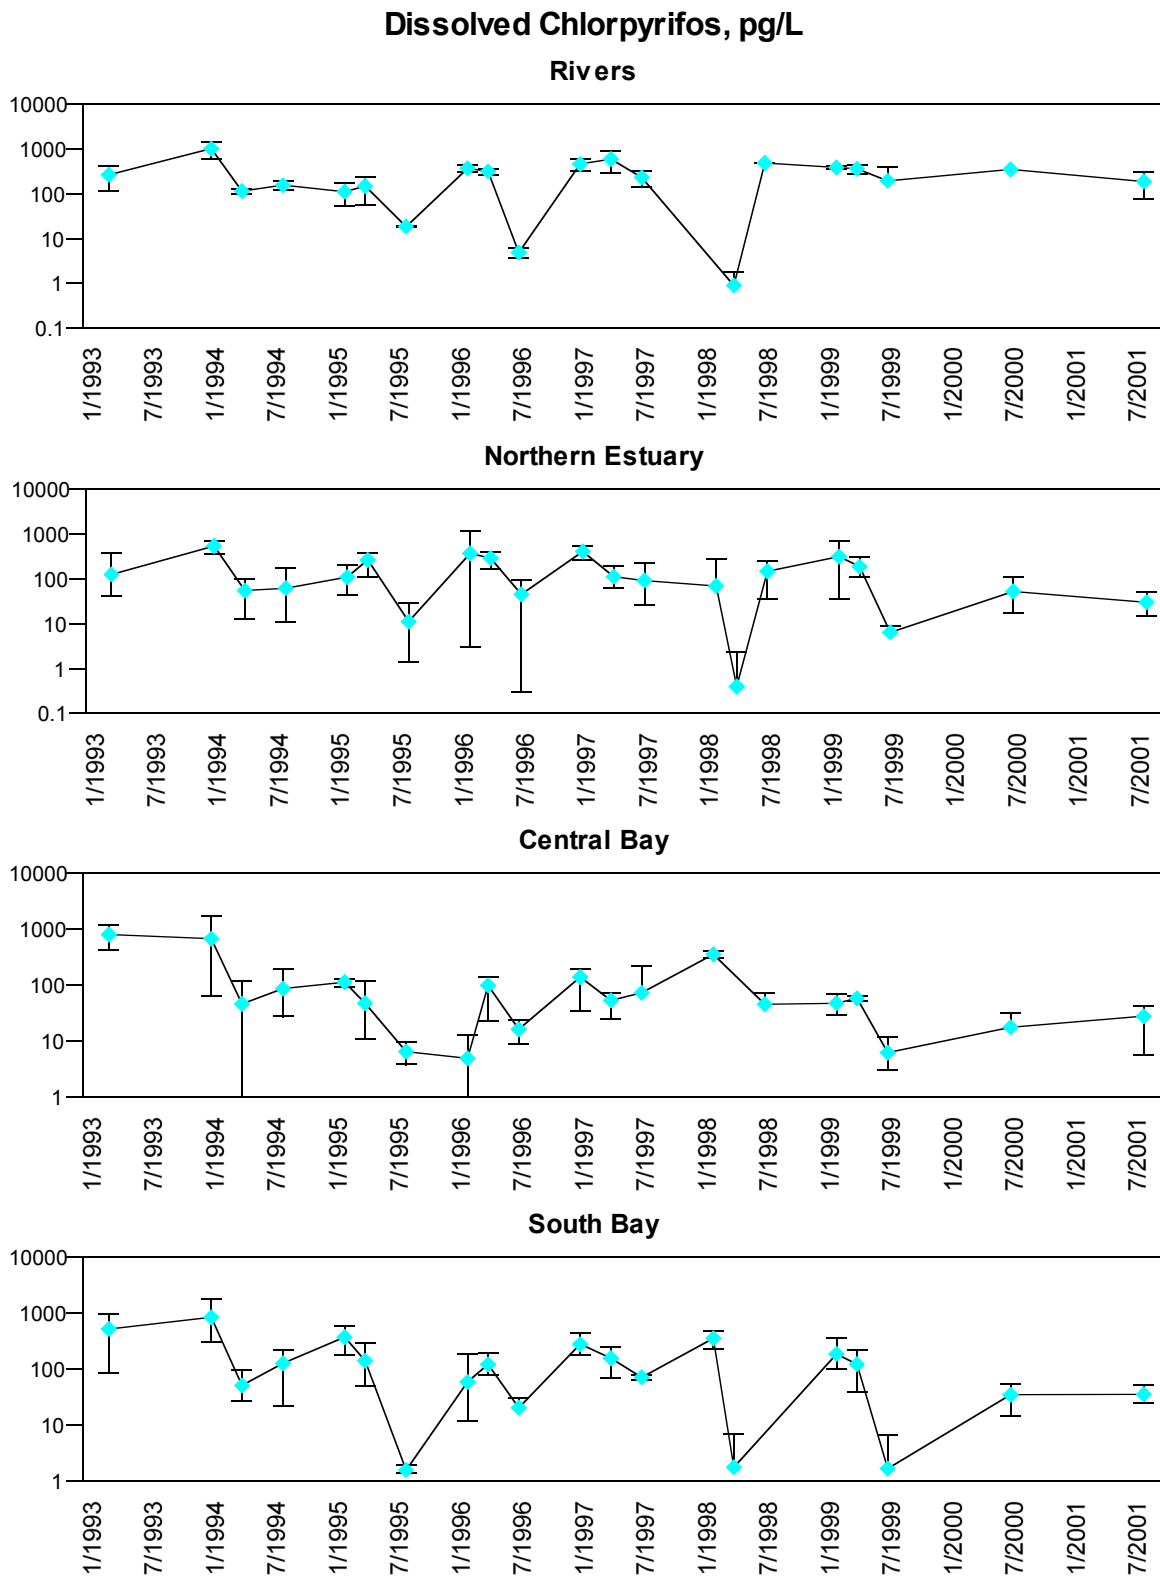 Dissolved Chlorpyrifos, pg/L
Rivers
10000
1000
100
10
1
0.1
1/1993 7/1993 1/1994 7/1994 1/1995 7/1995 1/1996 7/1996 1/1997 7/1997 1/1998 7/1998 1/1999 7/1999 1/2000 7/2000 1/2001 7/2001
Northern Estuary
10000
1000
100
10
1
0.1
1/1993 7/1993 1/1994 7/1994 1/1995 7/1995 1/1996 7/1996 1/1997 7/1997 1/1998 7/1998 1/1999 7/1999 1/2000 7/2000 1/2001 7/2001
Central Bay
10000
1000
100
10
1
1/1993 7/1993 1/1994 7/1994 1/1995 7/1995 1/1996 7/1996 1/1997 7/1997 1/1998 7/1998 1/1999 7/1999 1/2000 7/2000 1/2001 7/2001
South Bay
10000
1000
100
10
1
1/1993 7/1993 1/1994 7/1994 1/1995 7/1995 1/1996 7/1996 1/1997 7/1997 1/1998 7/1998 1/1999 7/1999 1/2000 7/2000 1/2001 7/2001